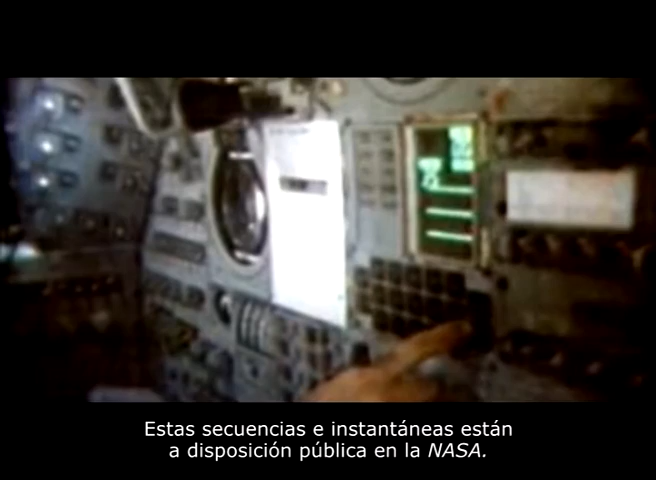 Estas secuencias e instantáneas están
a disposición pública en la NASA.